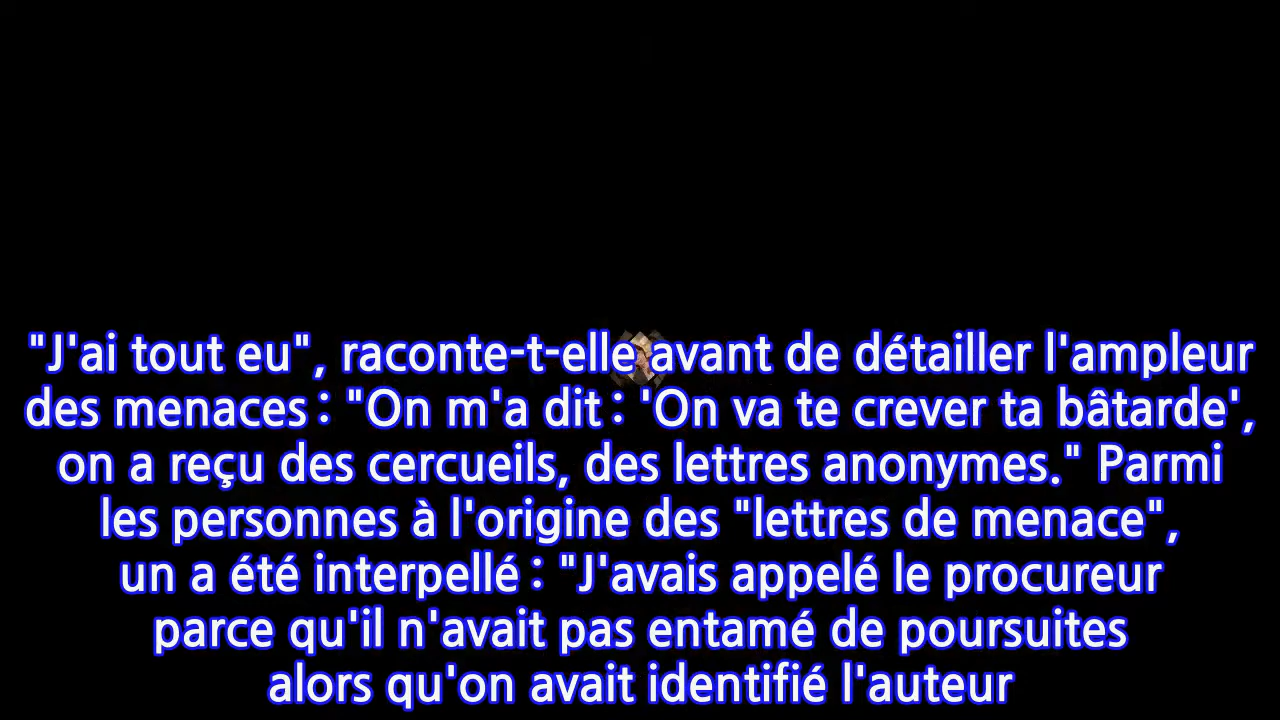 "J'ai tout eu", raconte-t-elle avant de détailler l'ampleur
des menaces : "On m'a dit : 'On va te crever ta bâtarde',
on a reçu des cercueils, des lettres anonymes." Parmi
les personnes à l'origine des "lettres de menace",
un a été interpellé : "J'avais appelé le procureur
parce qu'il n'avait pas entamé de poursuites
alors qu'on avait identifié l'auteur